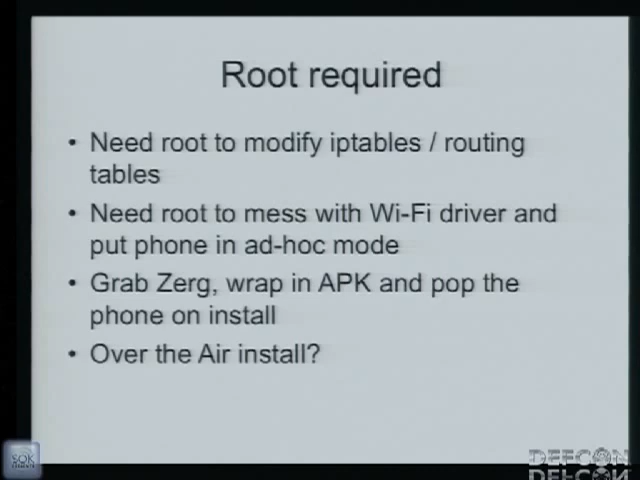 Root required
• Need root to modify iptables / routing
tables
• Need root to mess with Wi-Fi driver and
put phone in ad-hoc mode
• Grab Zerg, wrap in APK and pop the
phone on install
• Over the Air install?
SOK
DEFCON